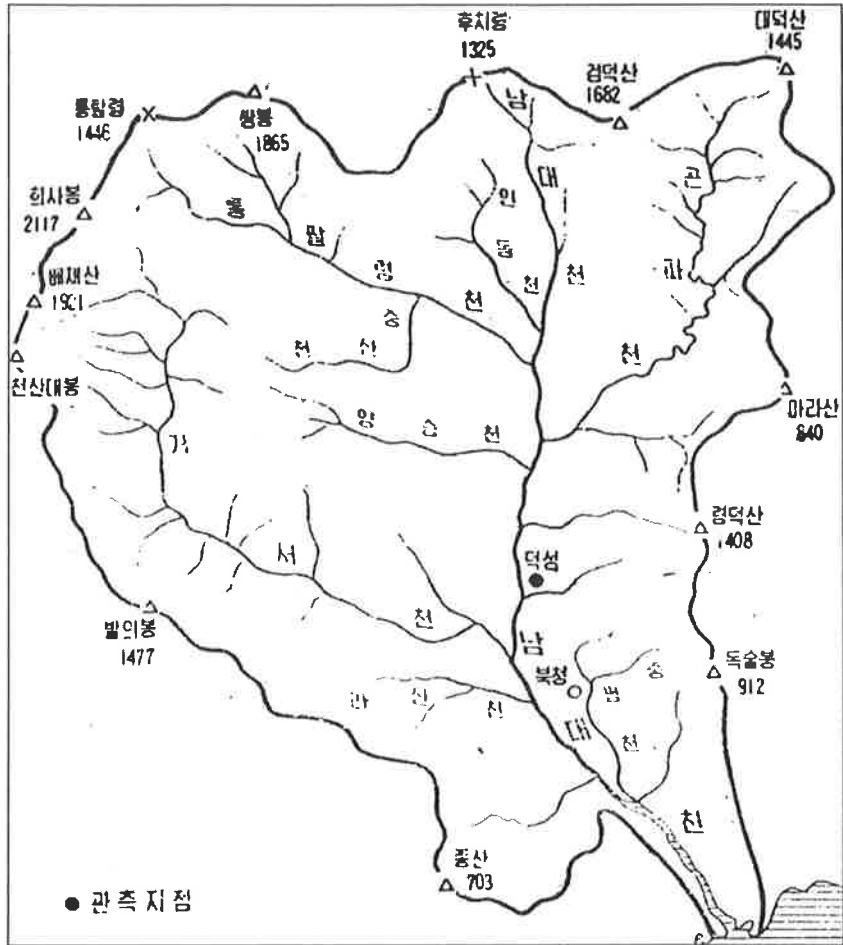 후치령
1325
대덕산
1445
검덕산
1682
통팔령
1446
쌍봉
1865
희사봉
2117
배재산
1921
천산대봉
남대천
인동천
곤파천
통팔령천
천산
양승천
마라산
840
령덕산
1408
덕성
서천
발의봉
1477
남대천
북청
독술봉
912
종산
703
● 관측지점